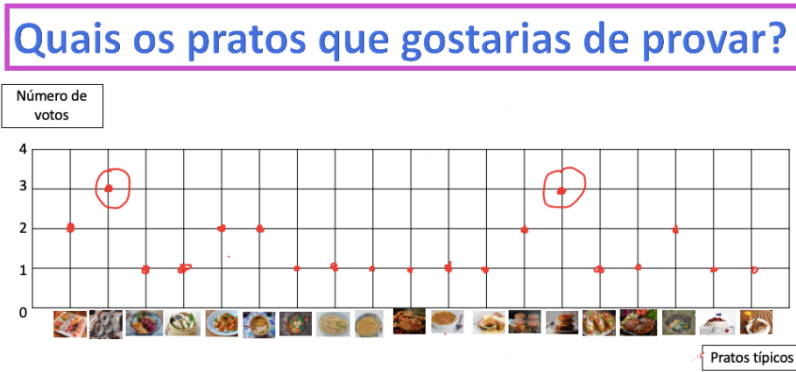 Quais os pratos que gostarias de provar?
Número de
votos
4
3
2
1
0
Pratos típicos